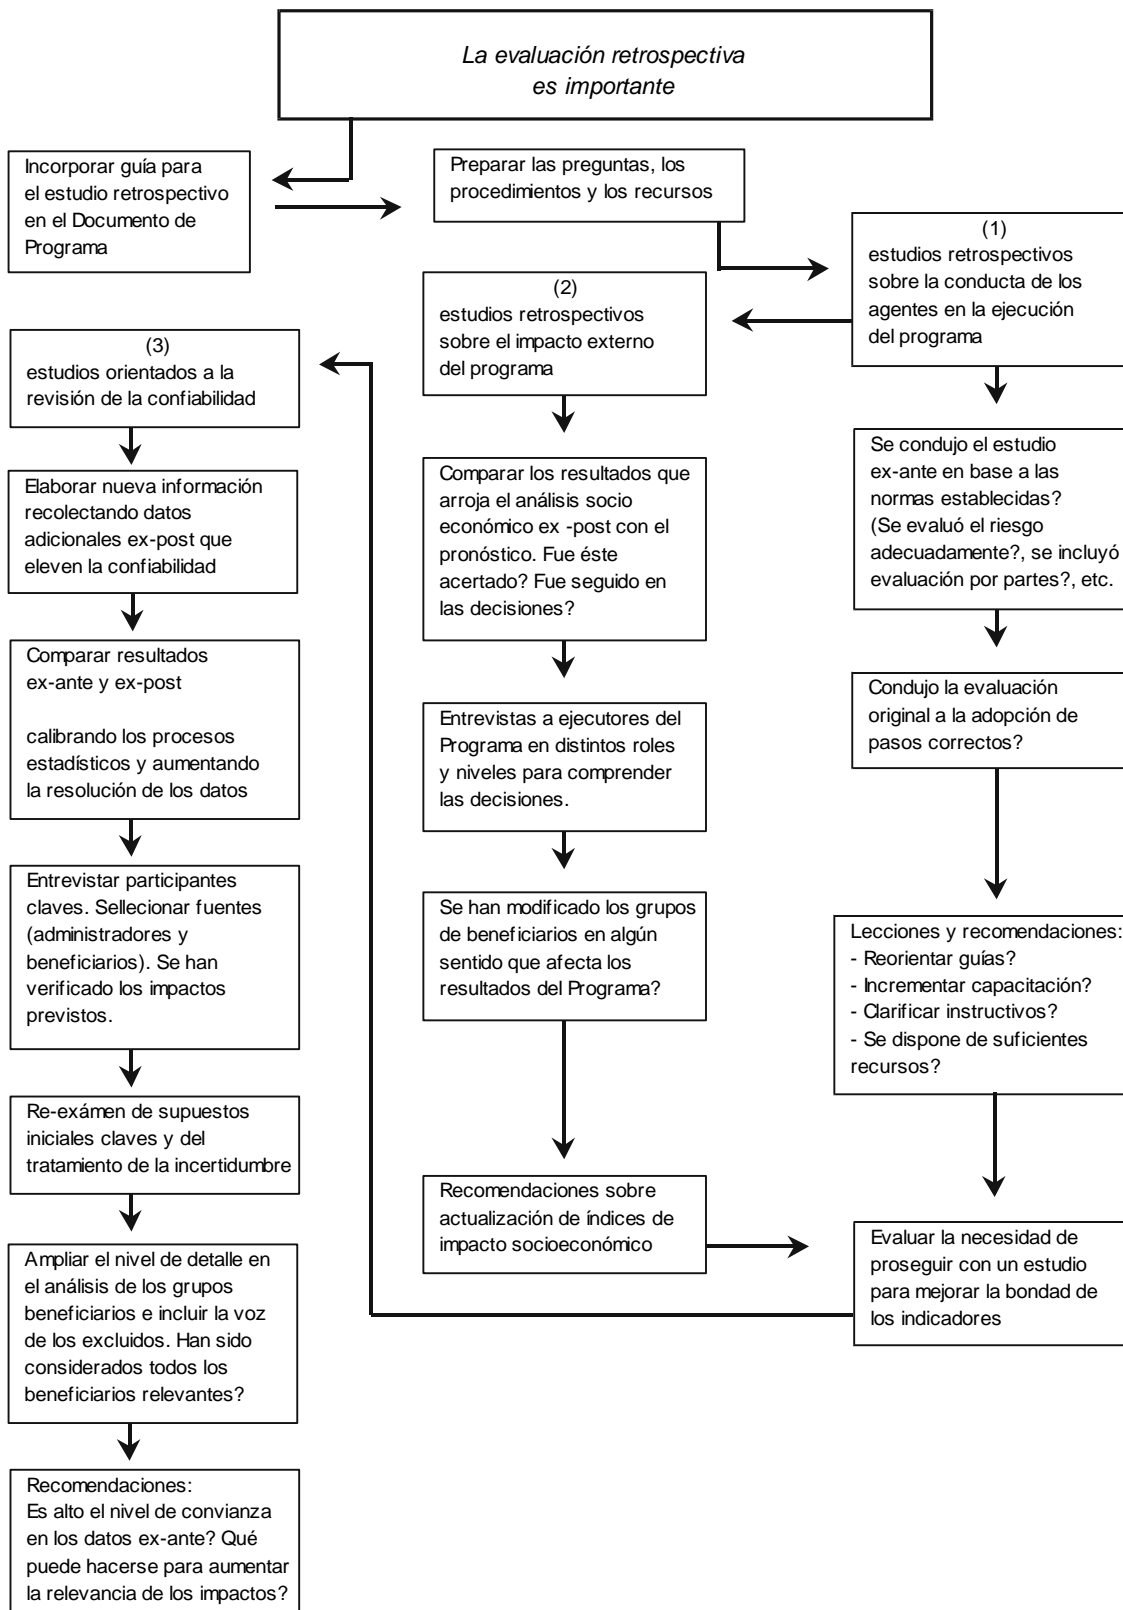 La evaluación retrospectiva
es importante
Incorporar guía para
el estudio retrospectivo
en el Documento de
Programa
Preparar las preguntas, los
procedimientos y los recursos
(1)
estudios retrospectivos
sobre la conducta de los
agentes en la ejecución
del programa
(2)
estudios retrospectivos
sobre el impacto externo
del programa
(3)
estudios orientados a la
revisión de la confiabilidad
Se condujo el estudio
ex-ante en base a las
normas establecidas?
(Se evaluó el riesgo
adecuadamente?, se incluyó
evaluación por partes?, etc.
Condujo la evaluación
original a la adopción de
pasos correctos?
Lecciones y recomendaciones:
- Reorientar guías?
- Incrementar capacitación?
- Clarificar instructivos?
- Se dispone de suficientes
recursos?
Evaluar la necesidad de
proseguir con un estudio
para mejorar la bondad de
los indicadores
Comparar los resultados que
arroja el análisis socio
económico ex -post con el
pronóstico. Fue éste
acertado? Fue seguido en
las decisiones?
Entrevistas a ejecutores del
Programa en distintos roles
y niveles para comprender
las decisiones.
Se han modificado los grupos
de beneficiarios en algún
sentido que afecta los
resultados del Programa?
Recomendaciones sobre
actualización de índices de
impacto socioeconómico
Elaborar nueva información
recolectando datos
adicionales ex-post que
eleven la confiabilidad
Comparar resultados
ex-ante y ex-post
calibrando los procesos
estadísticos y aumentando
la resolución de los datos
Entrevistar participantes
claves. Sellecionar fuentes
(administradores y
beneficiarios). Se han
verificado los impactos
previstos.
Re-exámen de supuestos
iniciales claves y del
tratamiento de la incertidumbre
Ampliar el nivel de detalle en
el análisis de los grupos
beneficiarios e incluir la voz
de los excluidos. Han sido
considerados todos los
beneficiarios relevantes?
Recomendaciones:
Es alto el nivel de convianza
en los datos ex-ante? Qué
puede hacerse para aumentar
la relevancia de los impactos?